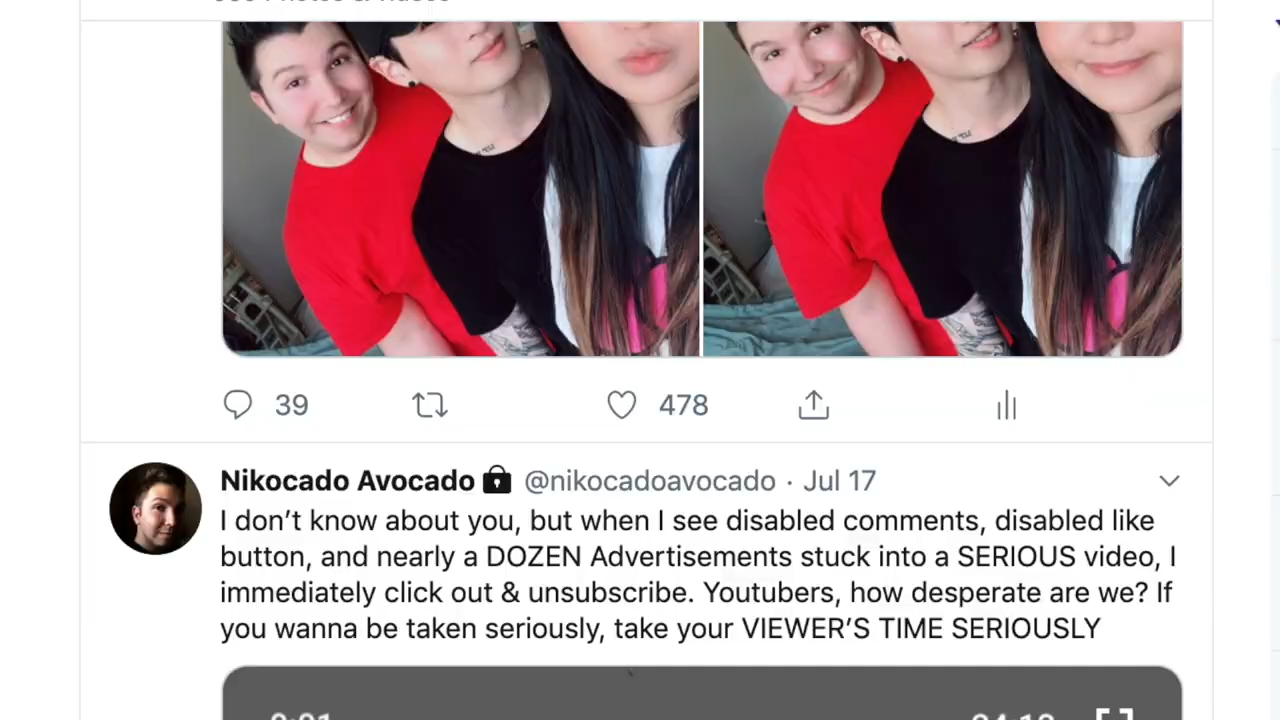 39 478
Nikocado Avocado @nikocadoavocado · Jul 17
I don’t know about you, but when I see disabled comments, disabled like
button, and nearly a DOZEN Advertisements stuck into a SERIOUS video, I
immediately click out & unsubscribe. Youtubers, how desperate are we? If
you wanna be taken seriously, take your VIEWER’S TIME SERIOUSLY